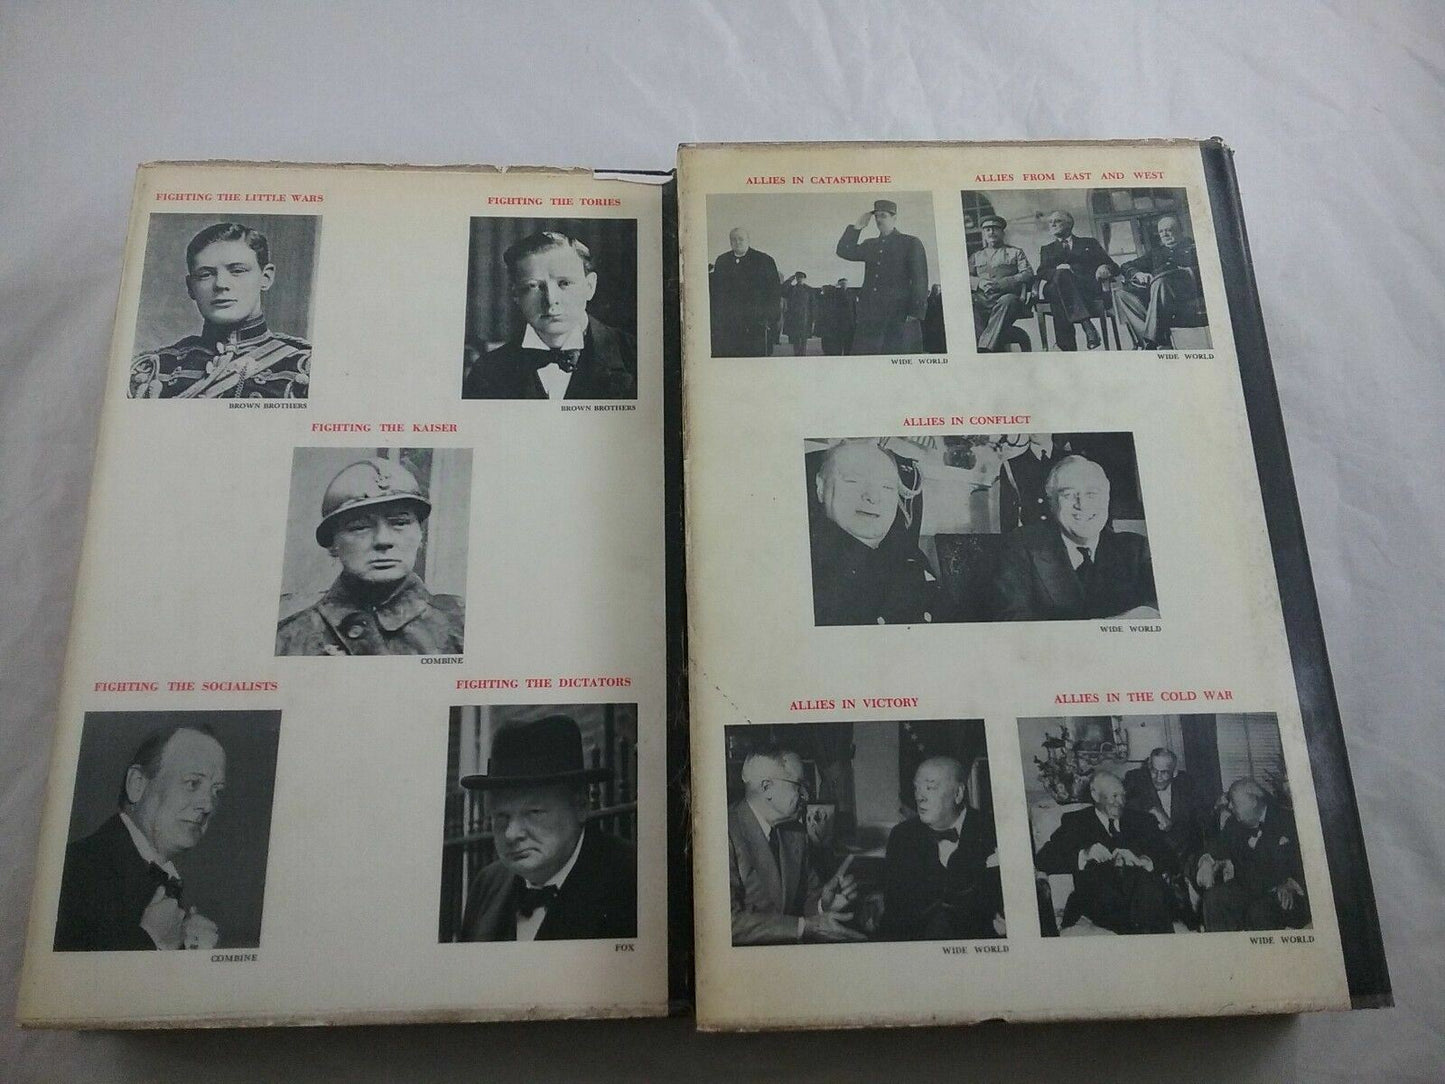 FIGHTING THE LITTLE WARS
BROWN BROTHERS
FIGHTING THE TORIES
BROWN BROTHERS
FIGHTING THE KAISER
COMBINE
FIGHTING THE SOCIALISTS
COMBINE
FIGHTING THE DICTATORS
FOX
ALLIES IN CATASTROPHE
WIDE WORLD
ALLIES FROM EAST AND WEST
WIDE WORLD
ALLIES IN CONFLICT
WIDE WORLD
ALLIES IN VICTORY
WIDE WORLD
ALLIES IN THE COLD WAR
WIDE WORLD